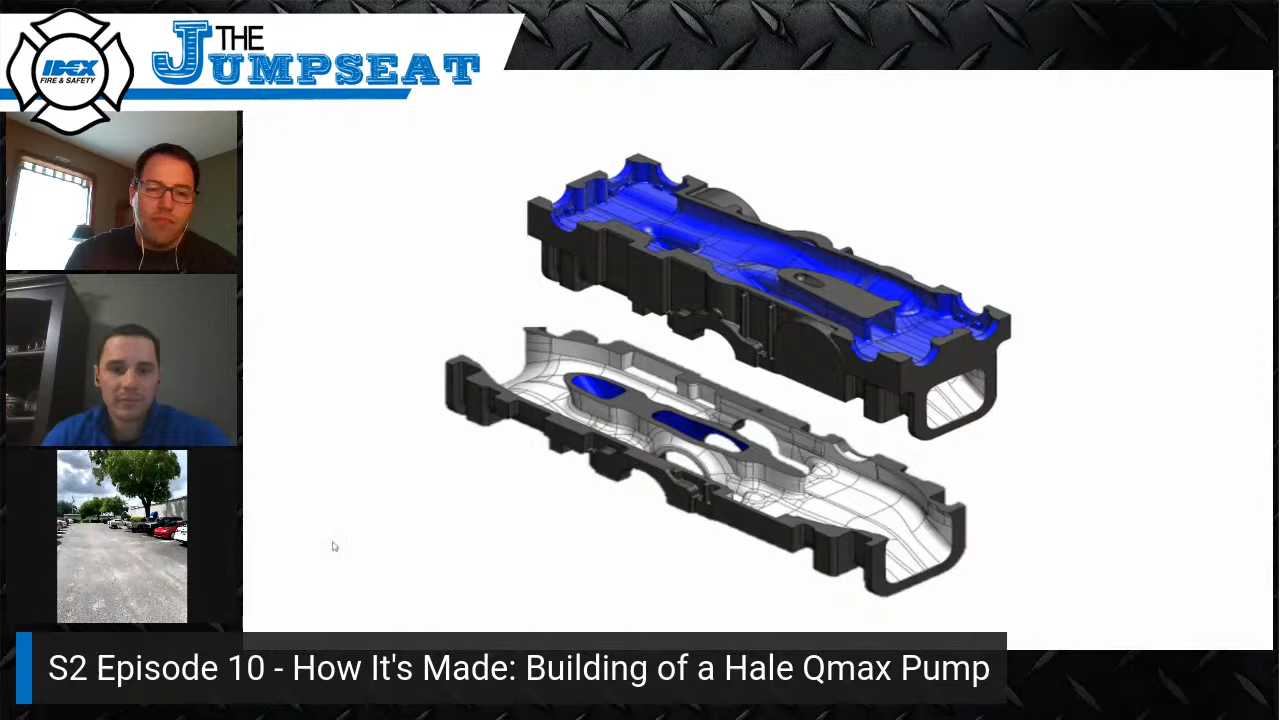 IDEX
FIRE & SAFETY
THE
JUMPSEAT
S2 Episode 10 - How It's Made: Building of a Hale Qmax Pump